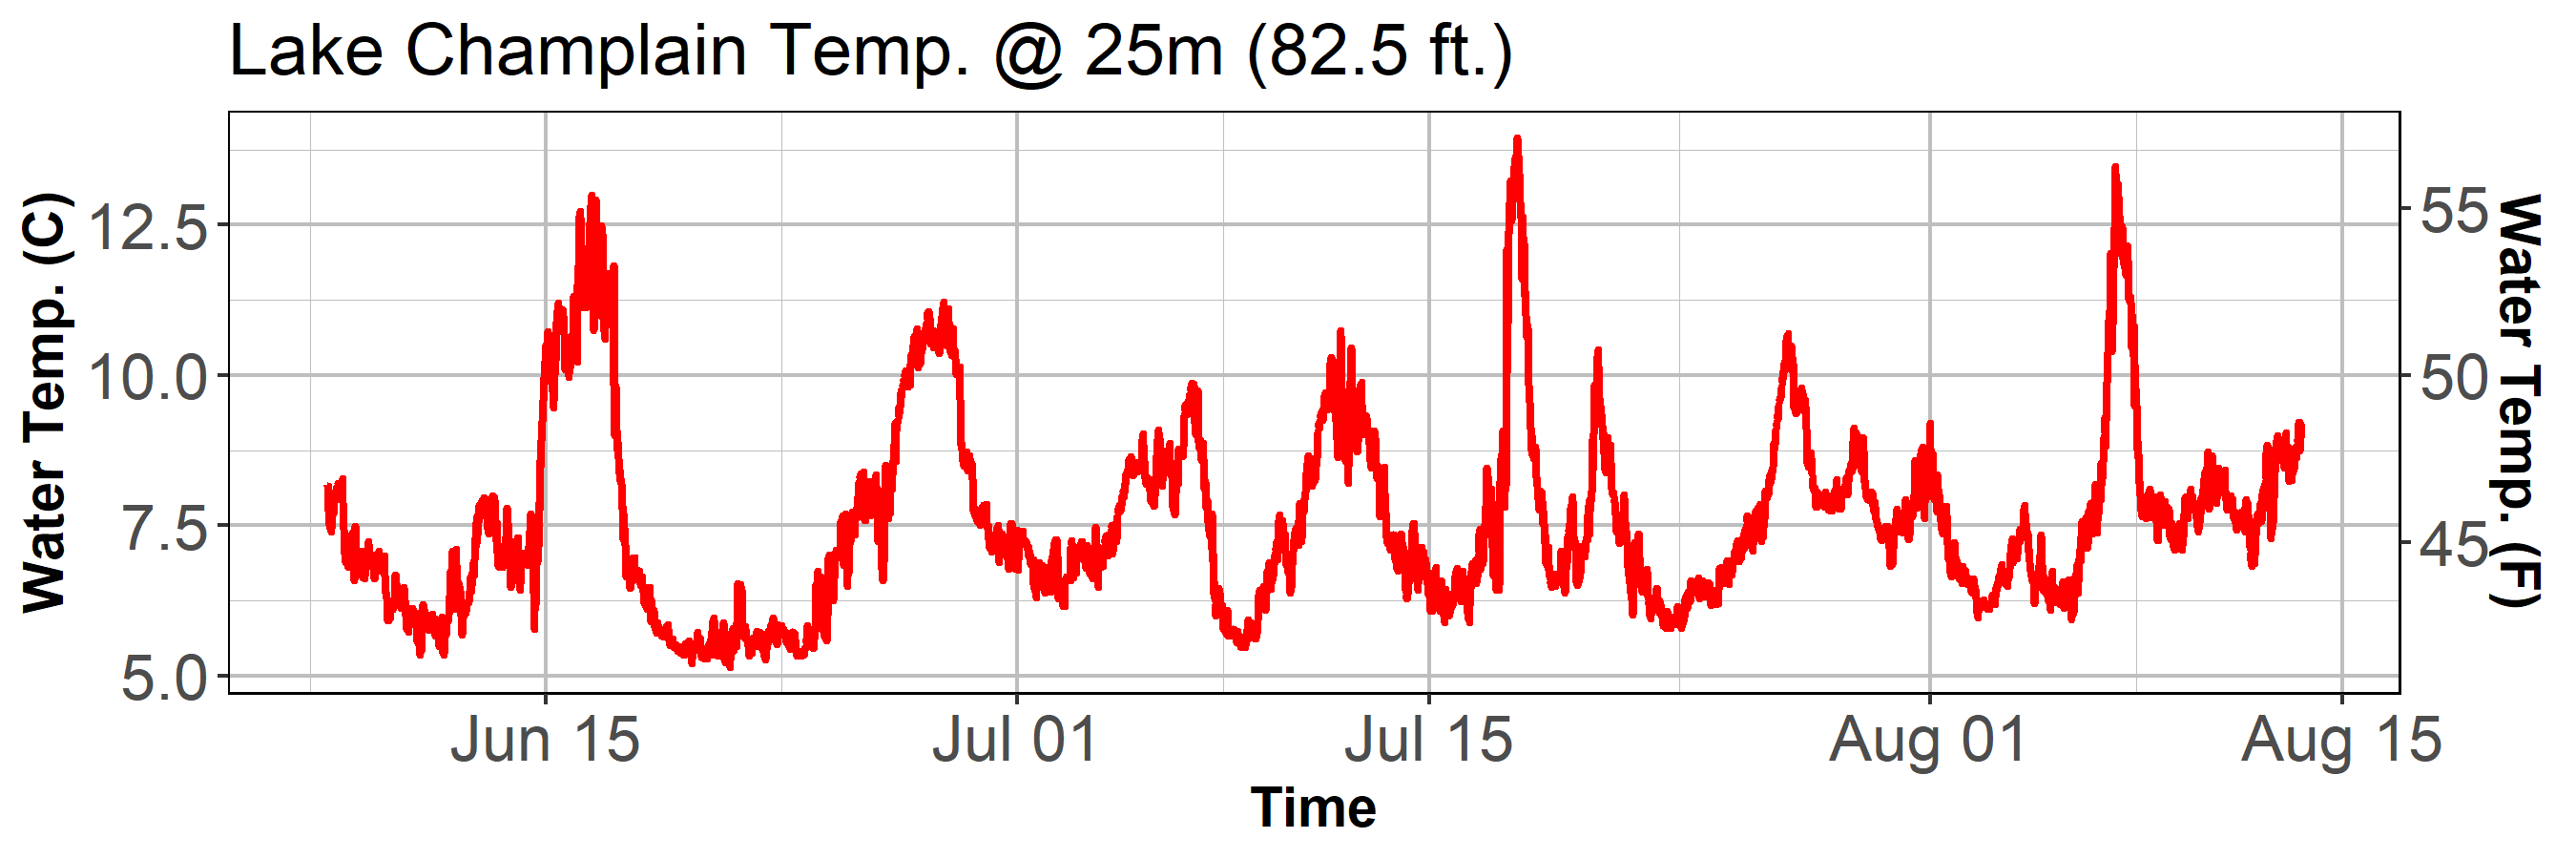 Lake Champlain Temp. @ 25m (82.5 ft.)
Water Temp. (C)
12.5
10.0
7.5
5.0
55
50
45
Water Temp. (F)
Jun 15
Jul 01
Jul 15
Aug 01
Aug 15
Time